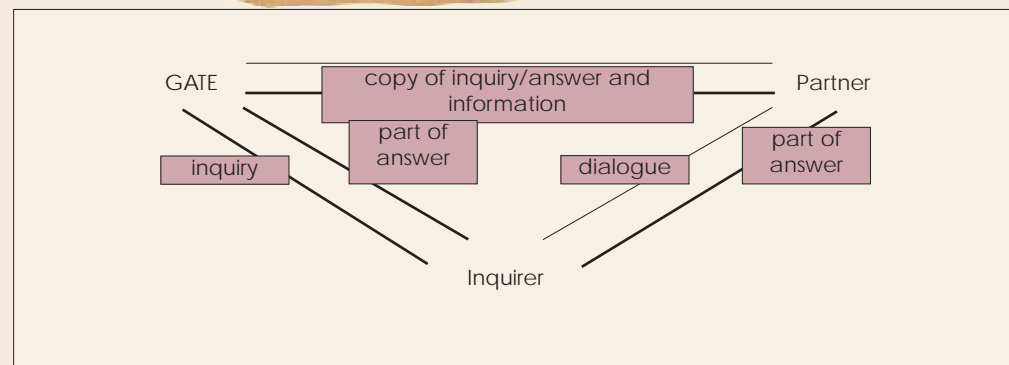 GATE
copy of inquiry/answer and
information
Partner
part of
answer
part of
answer
inquiry
dialogue
Inquirer